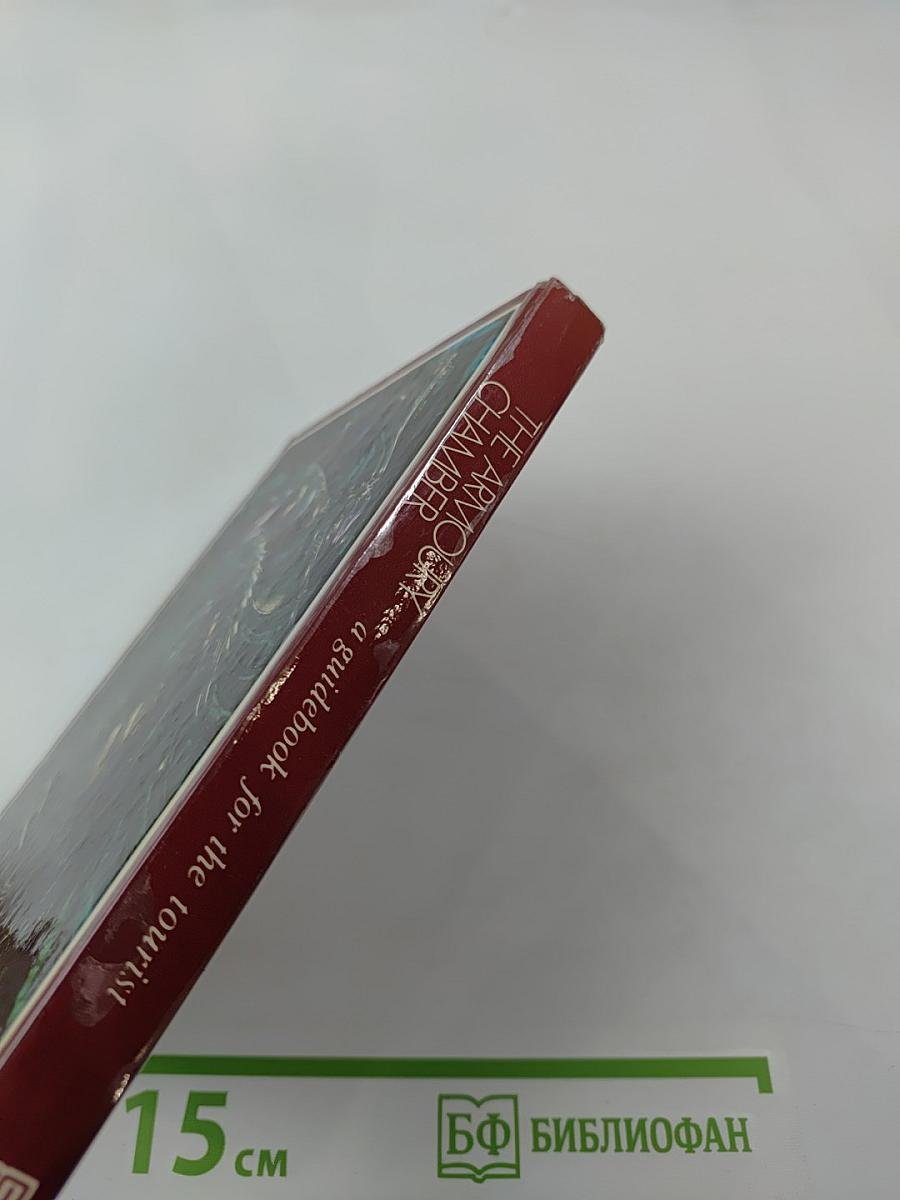 THE ARMOURY
CHAMBER
a guidebook for the tourist
15 см
БФ БИБЛИОФАН